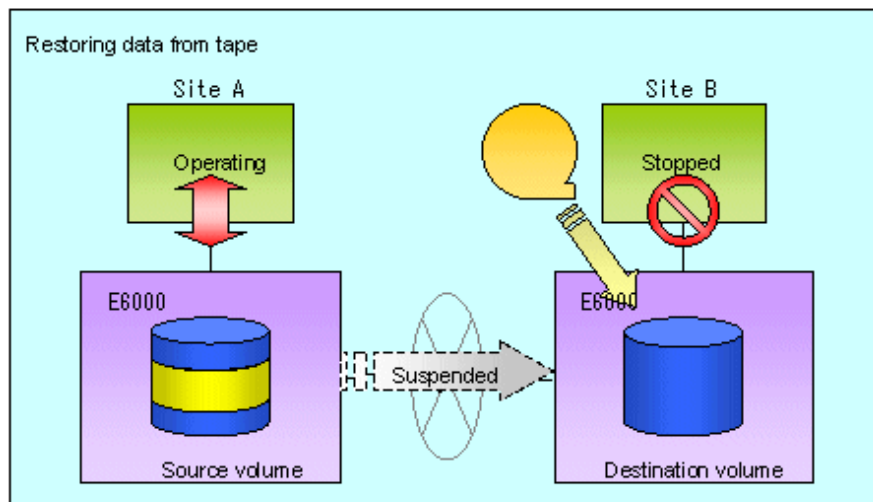 Restoring data from tape
Site A
Site B
Operating
Stopped
E6000
E6000
Suspended
Source volume
Destination volume